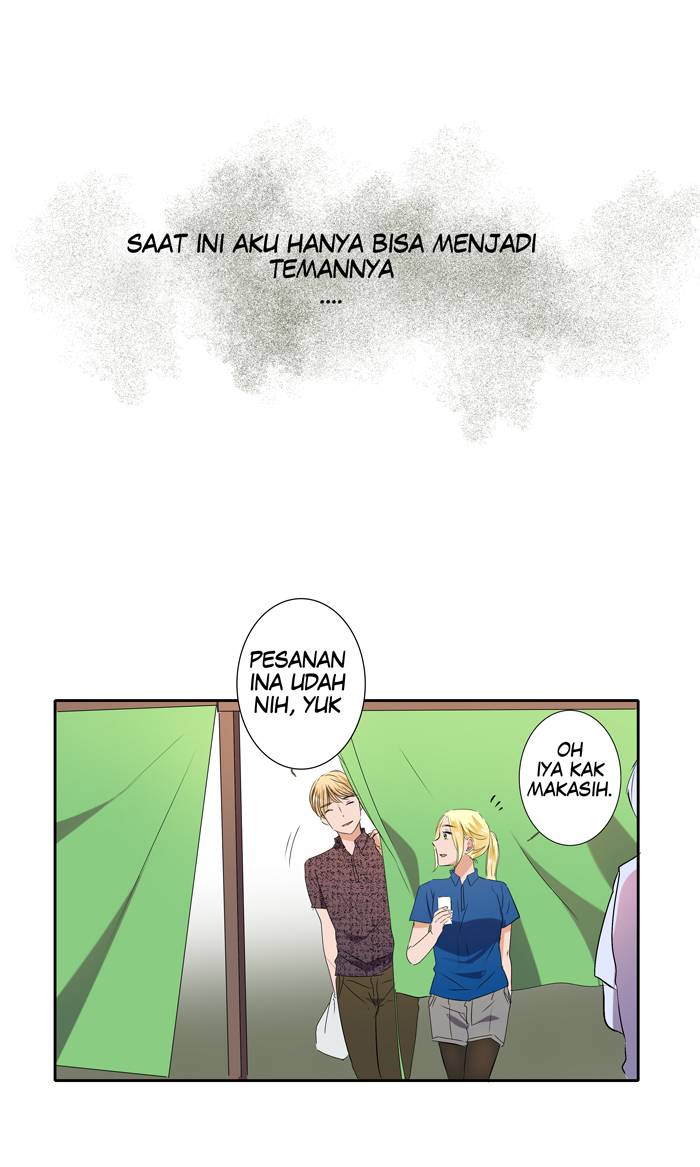 SAAT INI AKU HANYA BISA MENJADI
TEMANNYA
....
PESANAN
INA UDAH
NIH, YUK
OH
IYA KAK
MAKASIH.